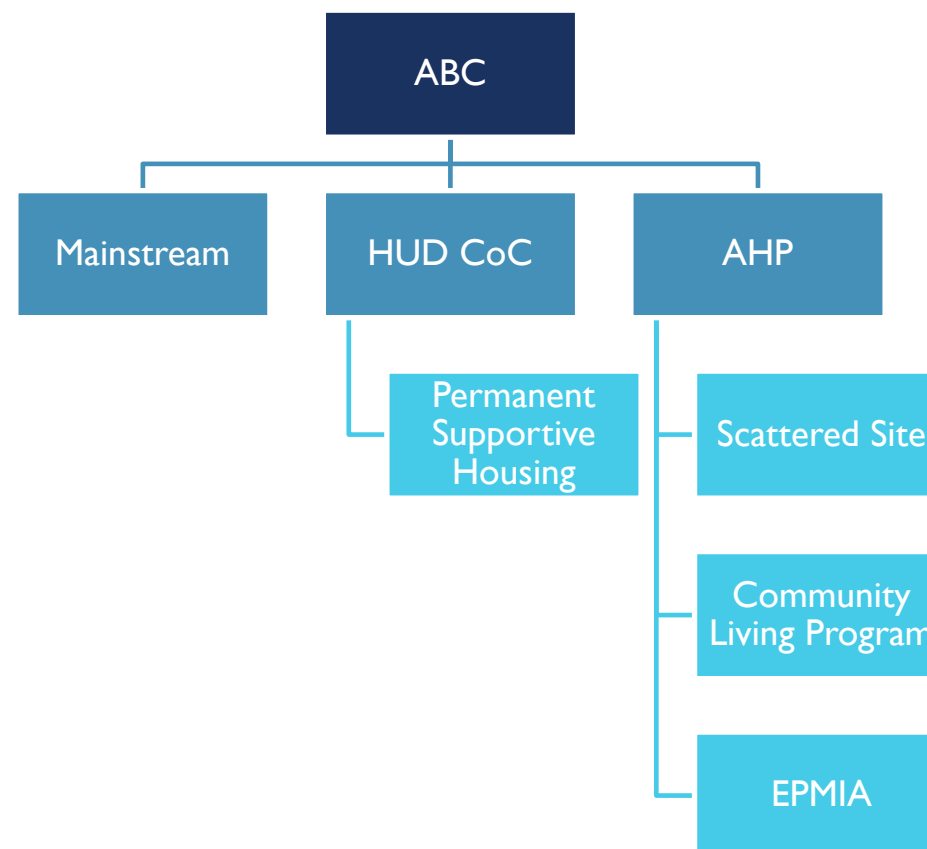 ABC
Mainstream
HUD CoC
AHP
Permanent
Supportive
Housing
Scattered Site
Community
Living Program
EPMIA